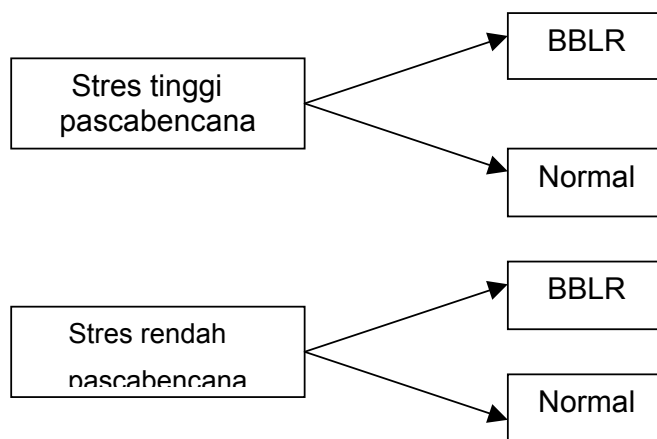 BBLR
Stres tinggi
pascabencana
Normal
BBLR
Stres rendah
pascabencana
Normal